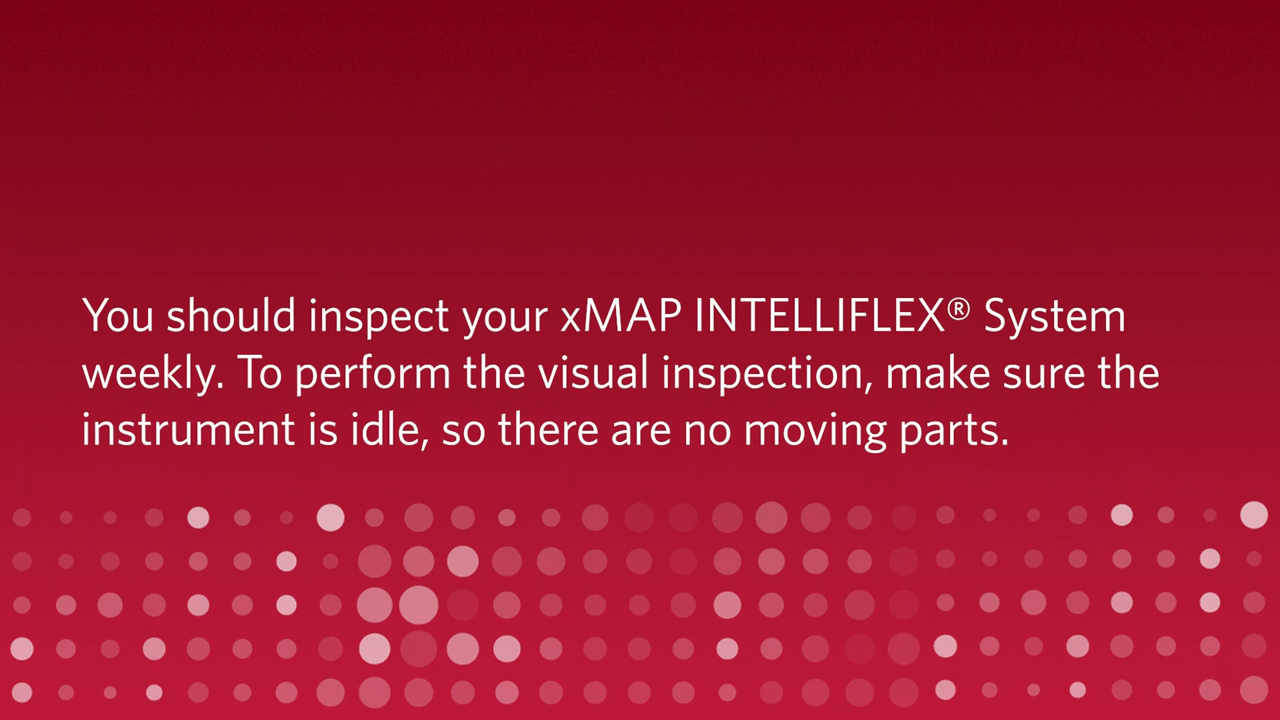 You should inspect your xMAP INTELLIFLEX® System
weekly. To perform the visual inspection, make sure the
instrument is idle, so there are no moving parts.